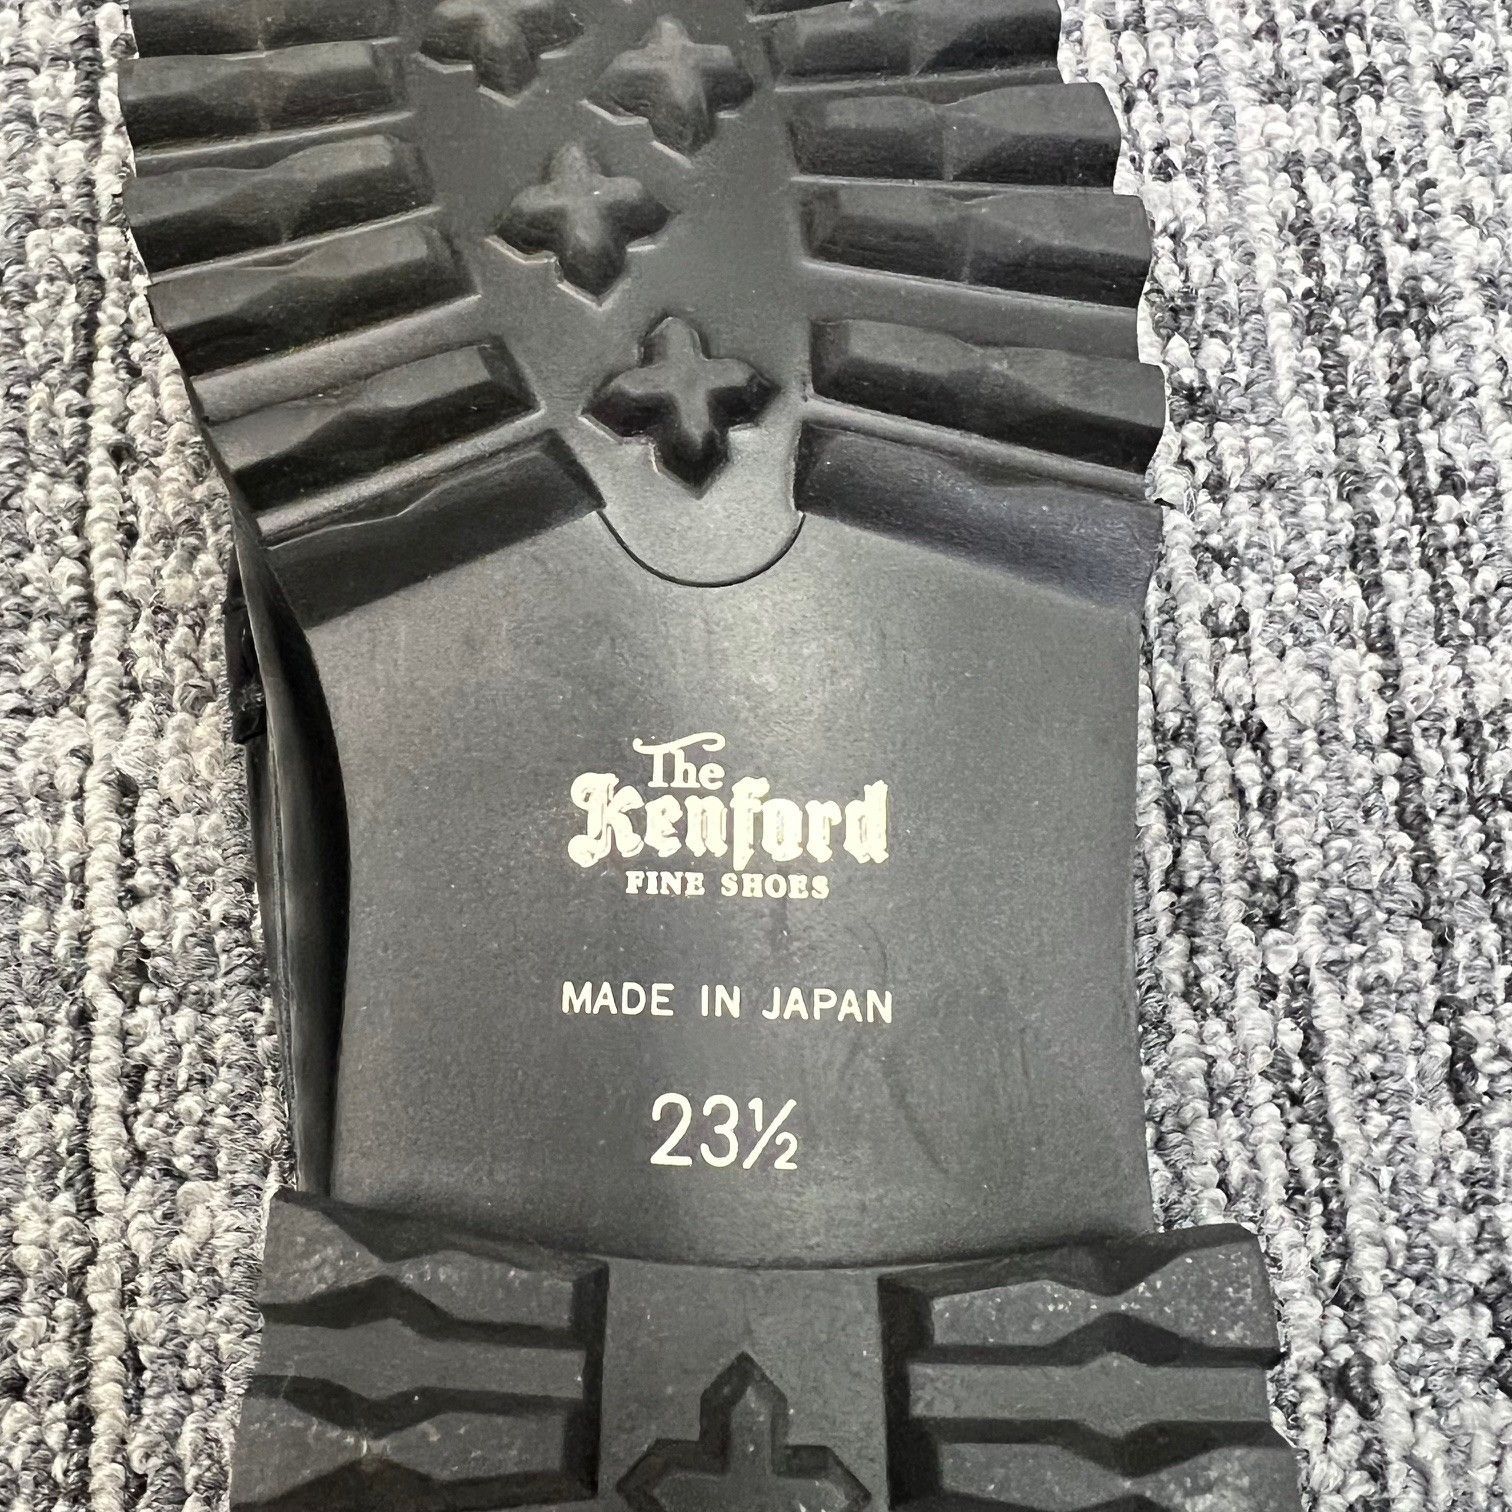 The
Kenford
FINE SHOES
MADE IN JAPAN
23½